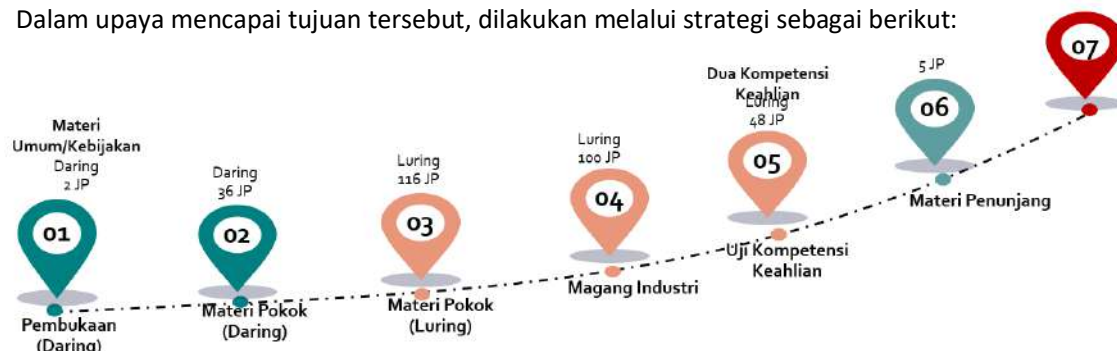 Dalam upaya mencapai tujuan tersebut, dilakukan melalui strategi sebagai berikut:
Materi
Umum/Kebijakan
Daring
2 JP
01
Pembukaan
(Daring)
Daring
36 JP
02
Materi Pokok
(Daring)
Luring
116 JP
03
Materi Pokok
(Luring)
Luring
100 JP
04
Magang Industri
Dua Kompetensi
Keahlian
Luring
48 JP
05
Uji Kompetensi
Keahlian
5 JP
06
Materi Penunjang
07